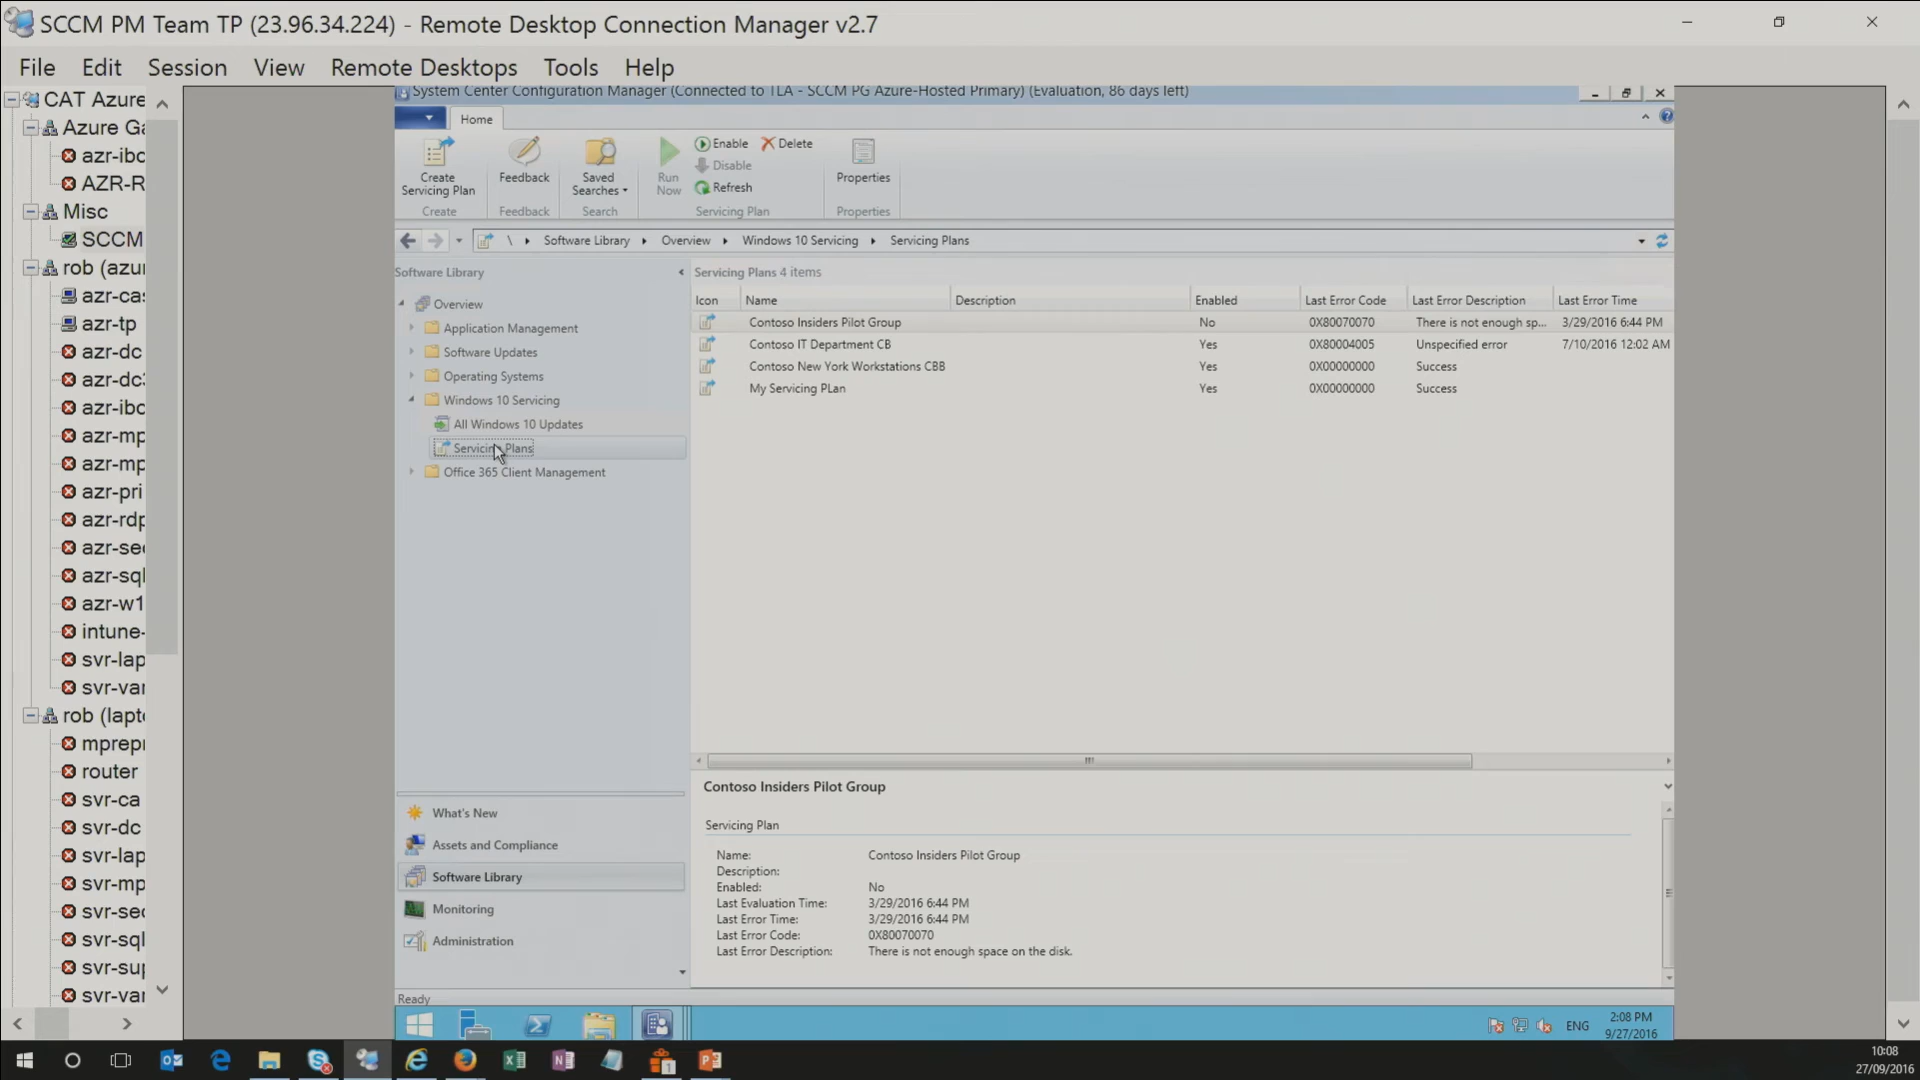 SCCM PM Team TP (23.96.34.224) - Remote Desktop Connection Manager v2.7
File Edit Session View Remote Desktops Tools Help
CAT Azure
Azure Ga
azr-ibc
AZR-R
Misc
SCCM
rob (azur
azr-cas
azr-tp
azr-dc
azr-dc3
azr-ibc
azr-mp
azr-mp
azr-pri
azr-rdp
azr-sec
azr-sql
azr-w1
intune-
svr-lap
svr-var
rob (lapt
mprepr
router
svr-ca
svr-dc
svr-lap
svr-mp
svr-sec
svr-sql
svr-sup
svr-var
System Center Configuration Manager (Connected to TLA - SCCM PG Azure-Hosted Primary) (Evaluation, 86 days left)
Home
Create Servicing Plan
Feedback
Saved Searches
Run Now
Enable
Delete
Disable
Refresh
Properties
Create
Feedback
Search
Servicing Plan
Properties
\ Software Library Overview Windows 10 Servicing Servicing Plans
Software Library
Overview
Application Management
Software Updates
Operating Systems
Windows 10 Servicing
All Windows 10 Updates
Servicing Plans
Office 365 Client Management
What's New
Assets and Compliance
Software Library
Monitoring
Administration
Servicing Plans 4 items
Icon Name Description Enabled Last Error Code Last Error Description Last Error Time
Contoso Insiders Pilot Group No 0X80070070 There is not enough sp... 3/29/2016 6:44 PM
Contoso IT Department CB Yes 0X80004005 Unspecified error 7/10/2016 12:02 AM
Contoso New York Workstations CBB Yes 0X00000000 Success
My Servicing PLan Yes 0X00000000 Success
Contoso Insiders Pilot Group
Servicing Plan
Name: Contoso Insiders Pilot Group
Description:
Enabled: No
Last Evaluation Time: 3/29/2016 6:44 PM
Last Error Time: 3/29/2016 6:44 PM
Last Error Code: 0X80070070
Last Error Description: There is not enough space on the disk.
Ready
ENG
2:08 PM
9/27/2016
1
10:08
27/09/2016